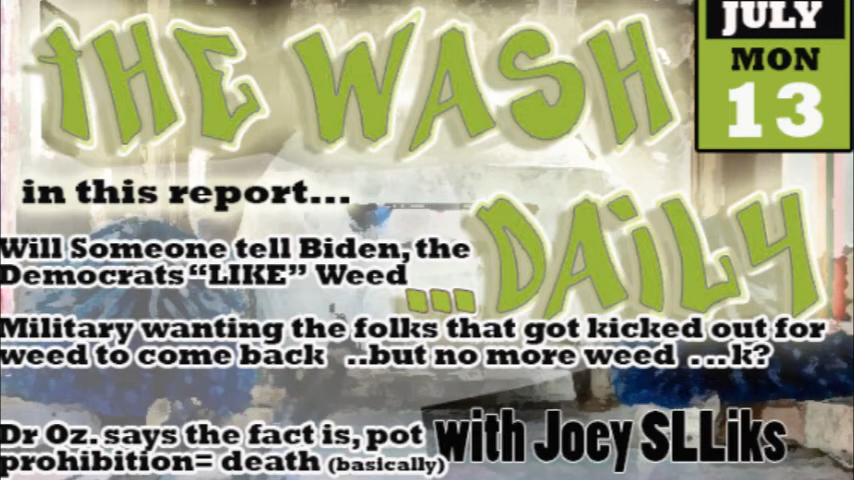 THE WASH
JULY
MON
13
in this report...
...DAiLY
Will Someone tell Biden, the
Democrats “LIKE” Weed
Military wanting the folks that got kicked out for
weed to come back ..but no more weed ...k?
Dr Oz. says the fact is, pot
prohibition= death (basically)
with Joey SLLiks